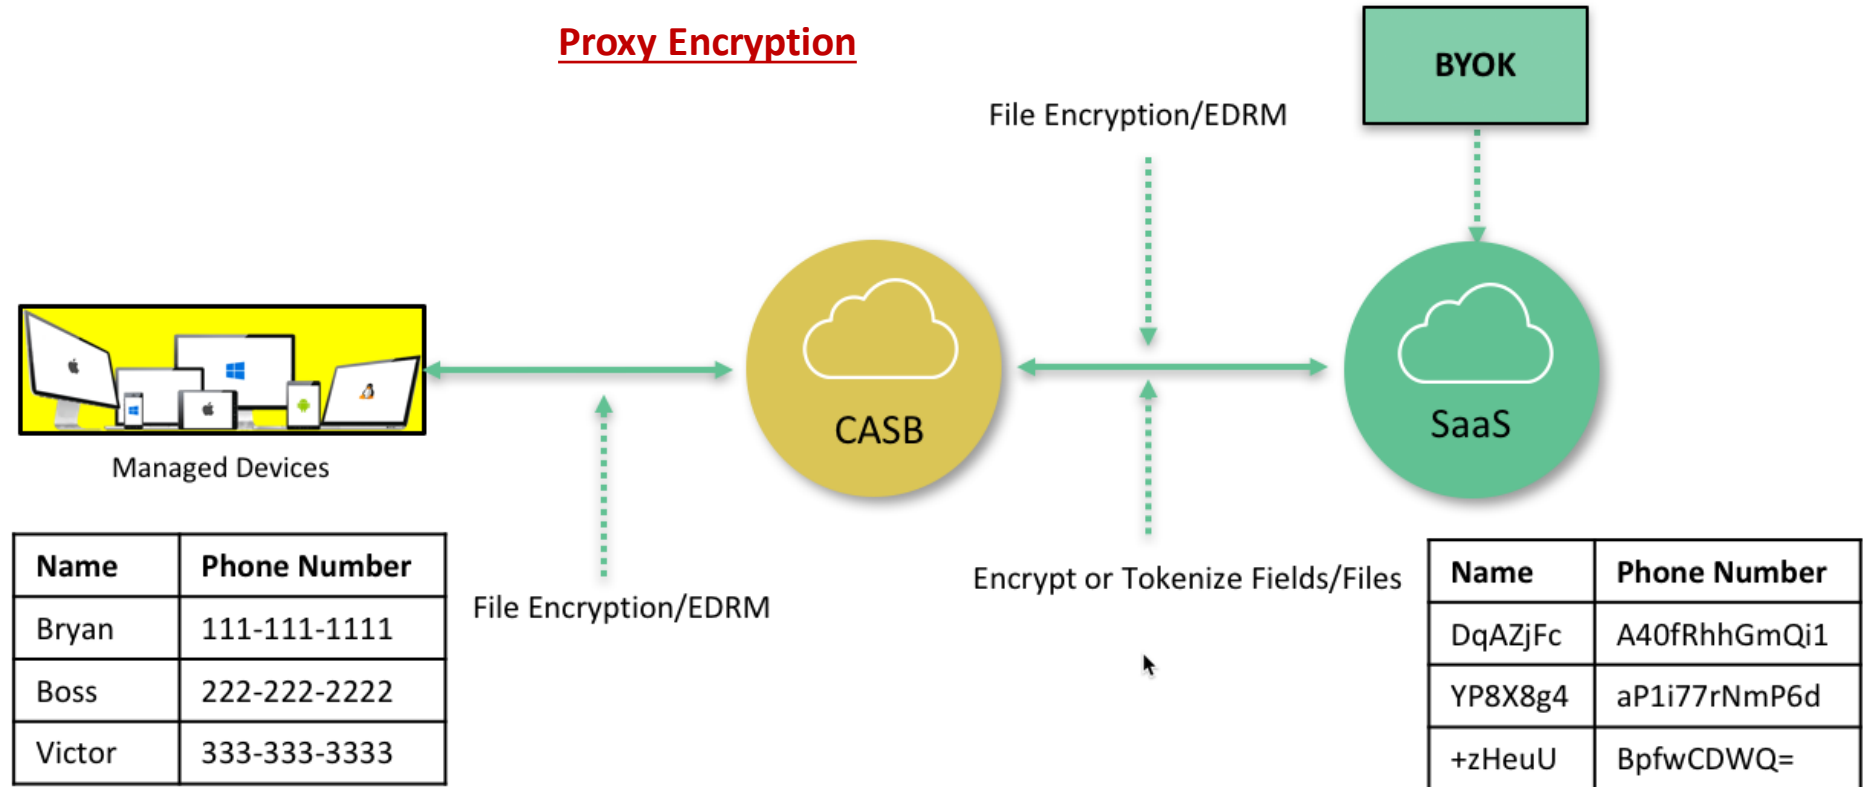 Proxy Encryption
BYOK
File Encryption/EDRM
CASB
SaaS
Managed Devices
File Encryption/EDRM
Encrypt or Tokenize Fields/Files
Name Phone Number
Bryan 111-111-1111
Boss 222-222-2222
Victor 333-333-3333
Name Phone Number
DqAZjFc A40fRhhGmQi1
YP8X8g4 aP1i77rNmP6d
+zHeuU BpfwCDWQ=